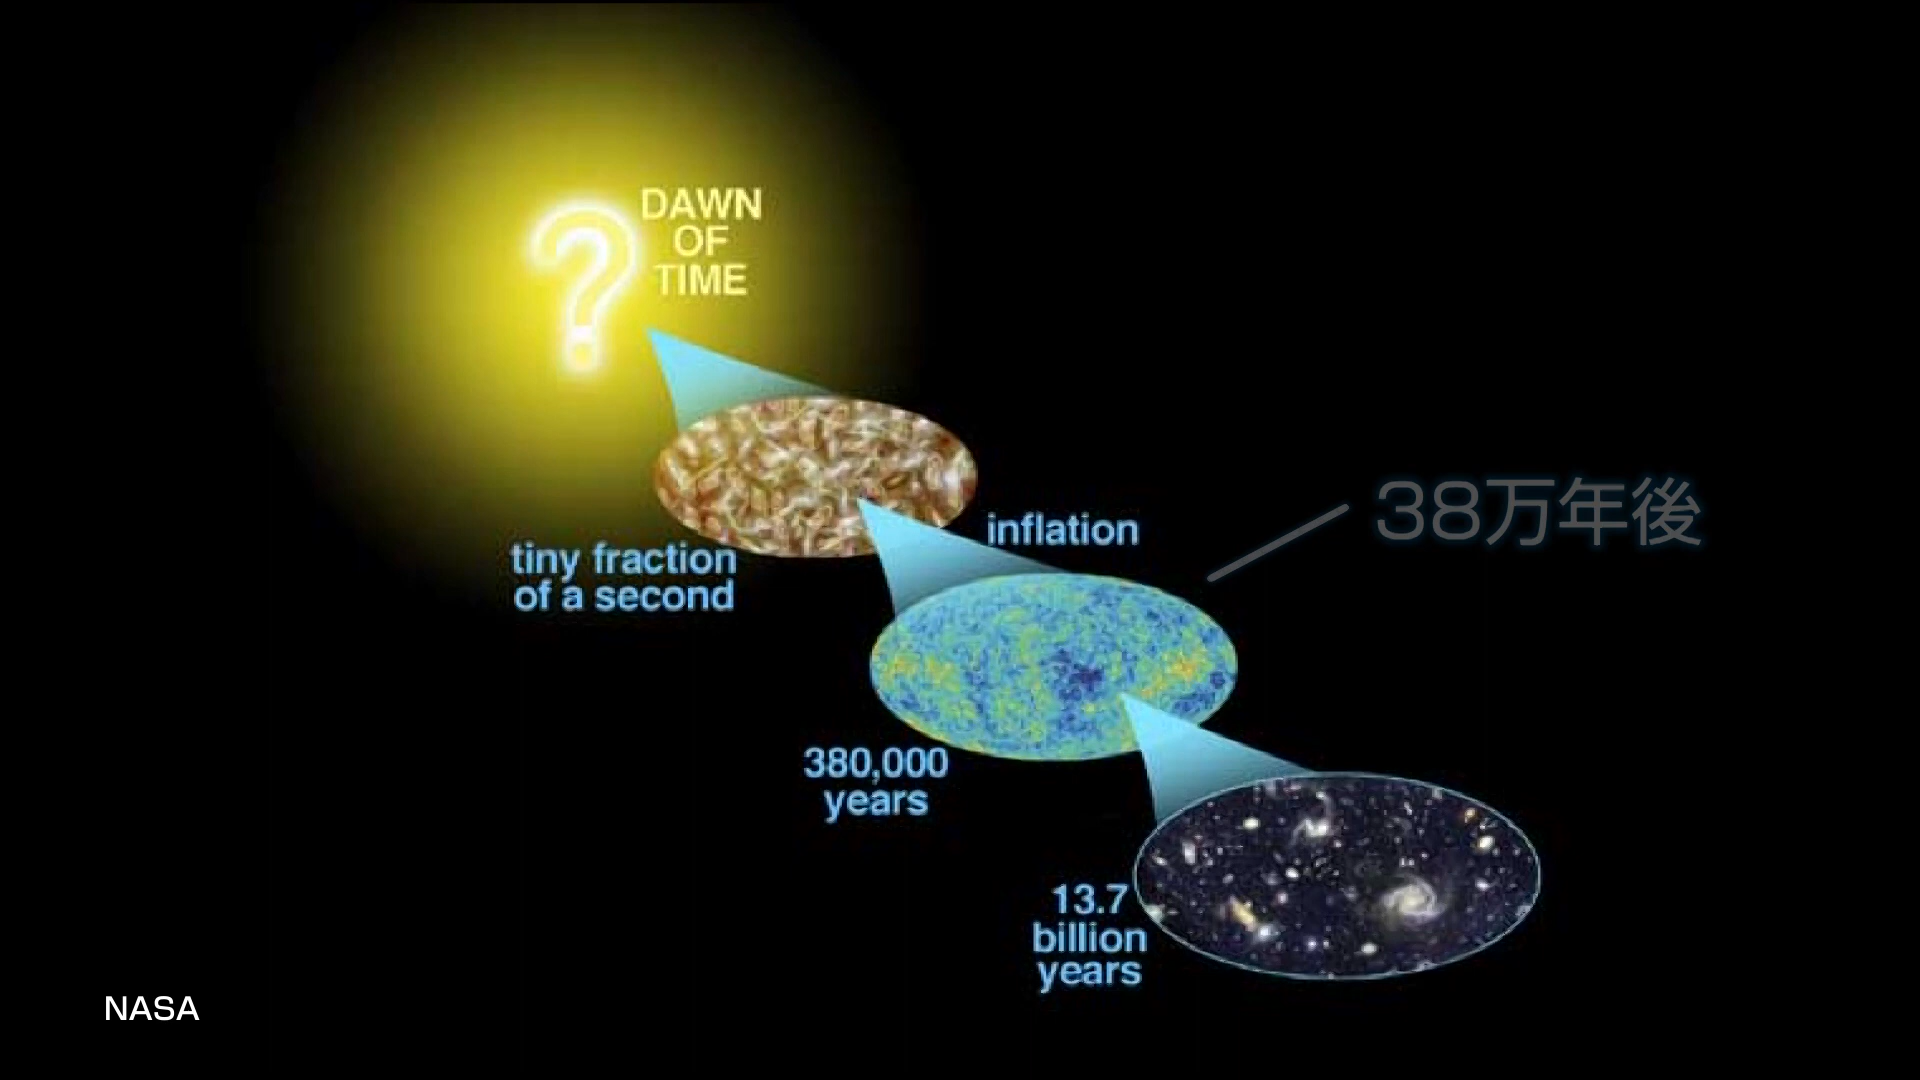 DAWN
OF
TIME
tiny fraction
of a second
inflation
38万年後
380,000
years
13.7
billion
years
NASA